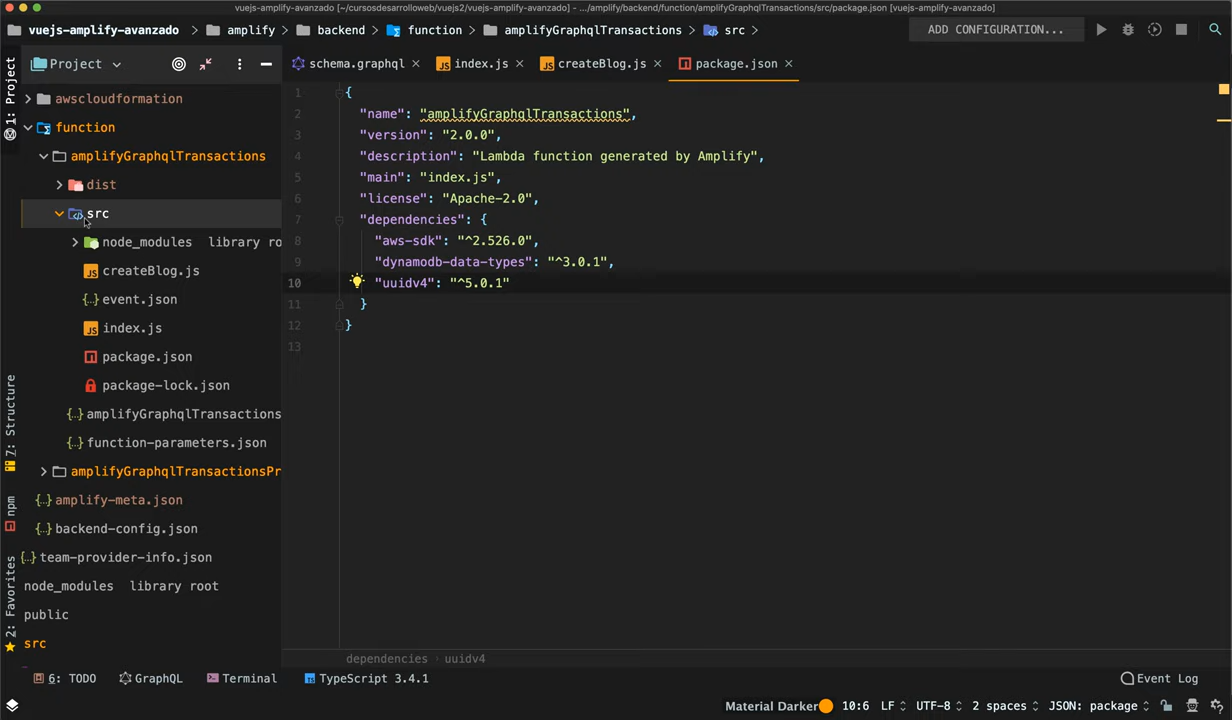 vuejs-amplify-avanzado [~/cursosdesarrolloweb/vuejs2/vuejs-amplify-avanzado] - .../amplify/backend/function/amplifyGraphqlTransactions/src/package.json [vuejs-amplify-avanzado]
vuejs-amplify-avanzado amplify backend function amplifyGraphqlTransactions src ADD CONFIGURATION...
1: Project
Project schema.graphql index.js createBlog.js package.json
awscloudformation
function
amplifyGraphqlTransactions
dist
src
node_modules library ro
createBlog.js
event.json
index.js
package.json
package-lock.json
amplifyGraphqlTransactions
function-parameters.json
amplifyGraphqlTransactionsPr
amplify-meta.json
backend-config.json
team-provider-info.json
node_modules library root
public
src
1 {
2 "name": "amplifyGraphqlTransactions",
3 "version": "2.0.0",
4 "description": "Lambda function generated by Amplify",
5 "main": "index.js",
6 "license": "Apache-2.0",
7 "dependencies": {
8 "aws-sdk": "^2.526.0",
9 "dynamodb-data-types": "^3.0.1",
10 "uuidv4": "^5.0.1"
11 }
12 }
13
7: Structure
npm
2: Favorites
dependencies uuidv4
6: TODO GraphQL Terminal TypeScript 3.4.1 Event Log
Material Darker 10:6 LF UTF-8 2 spaces JSON: package